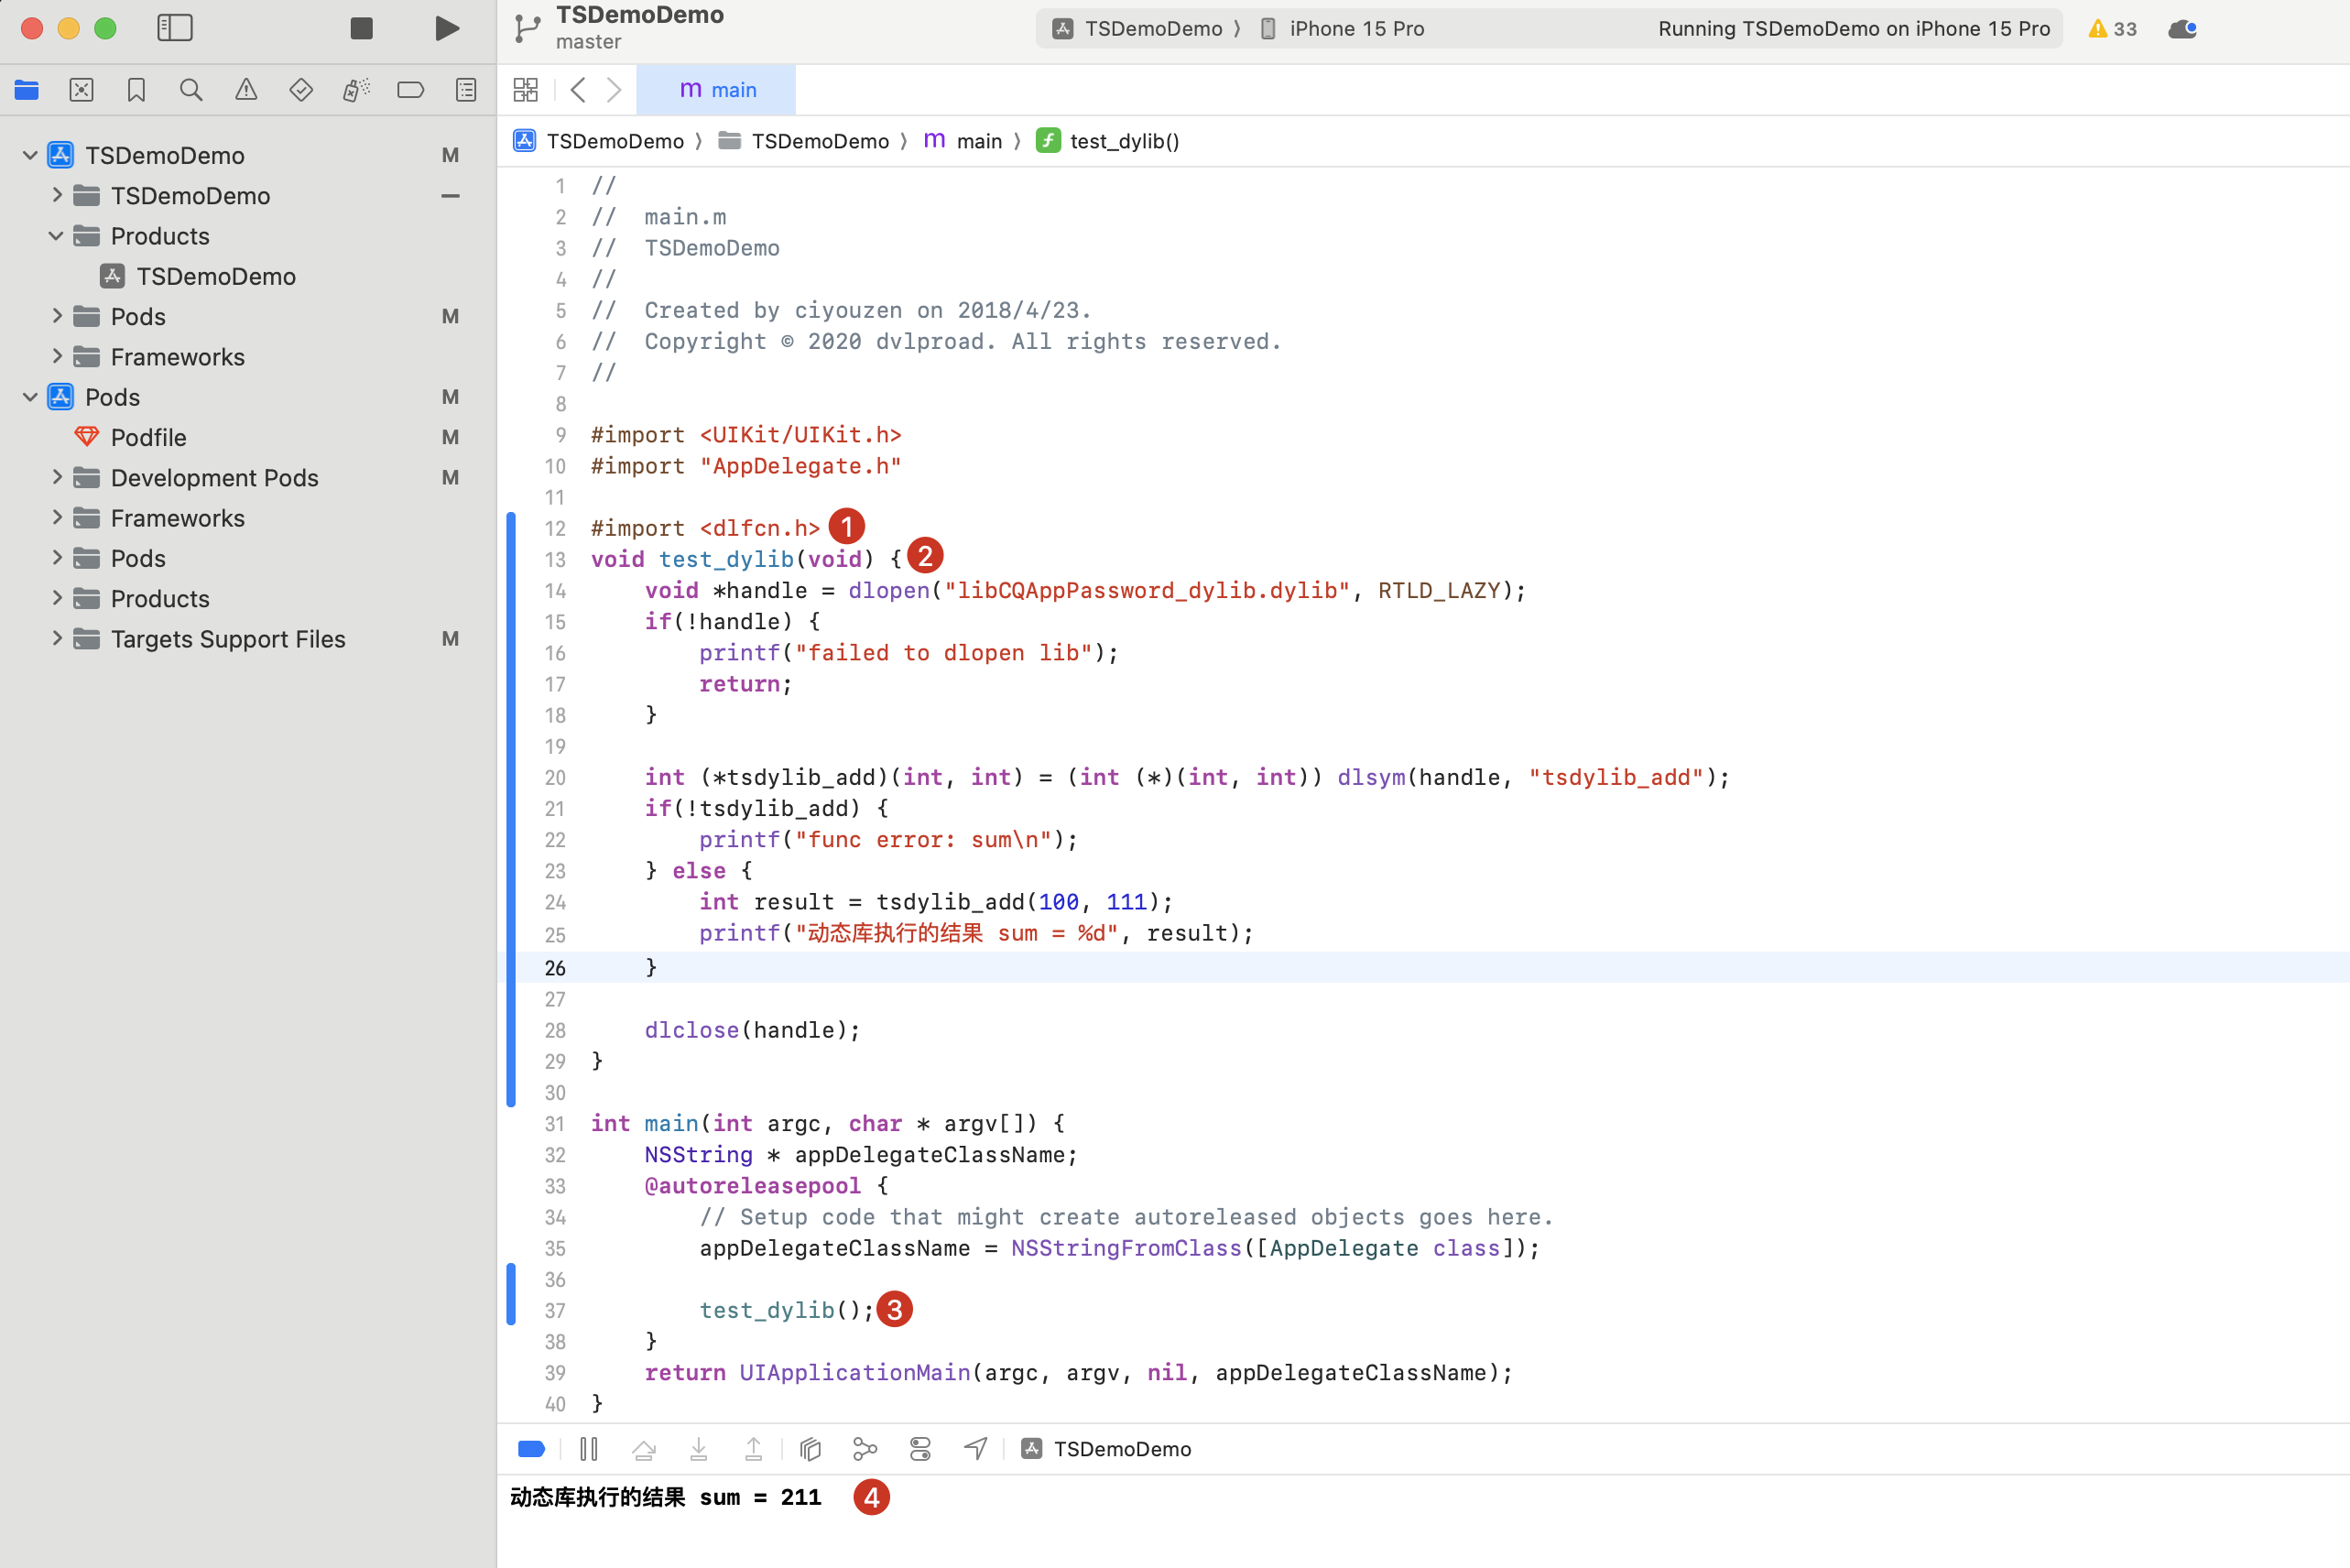 TSDemoDemo
master
TSDemoDemo 〉 iPhone 15 Pro
Running TSDemoDemo on iPhone 15 Pro
33
m main
TSDemoDemo 〉 TSDemoDemo 〉 m main 〉 f test_dylib()
TSDemoDemo M
TSDemoDemo —
Products
TSDemoDemo
Pods M
Frameworks
Pods M
Podfile M
Development Pods M
Frameworks
Pods
Products
Targets Support Files M
1 //
2 //  main.m
3 //  TSDemoDemo
4 //
5 //  Created by ciyouzen on 2018/4/23.
6 //  Copyright © 2020 dvlproad. All rights reserved.
7 //
8
9 #import <UIKit/UIKit.h>
10 #import "AppDelegate.h"
11
12 #import <dlfcn.h> 1
13 void test_dylib(void) { 2
14     void *handle = dlopen("libCQAppPassword_dylib.dylib", RTLD_LAZY);
15     if(!handle) {
16         printf("failed to dlopen lib");
17         return;
18     }
19
20     int (*tsdylib_add)(int, int) = (int (*)(int, int)) dlsym(handle, "tsdylib_add");
21     if(!tsdylib_add) {
22         printf("func error: sum\n");
23     } else {
24         int result = tsdylib_add(100, 111);
25         printf("动态库执行的结果 sum = %d", result);
26     }
27
28     dlclose(handle);
29 }
30
31 int main(int argc, char * argv[]) {
32     NSString * appDelegateClassName;
33     @autoreleasepool {
34         // Setup code that might create autoreleased objects goes here.
35         appDelegateClassName = NSStringFromClass([AppDelegate class]);
36
37         test_dylib(); 3
38     }
39     return UIApplicationMain(argc, argv, nil, appDelegateClassName);
40 }
TSDemoDemo
动态库执行的结果 sum = 211 4